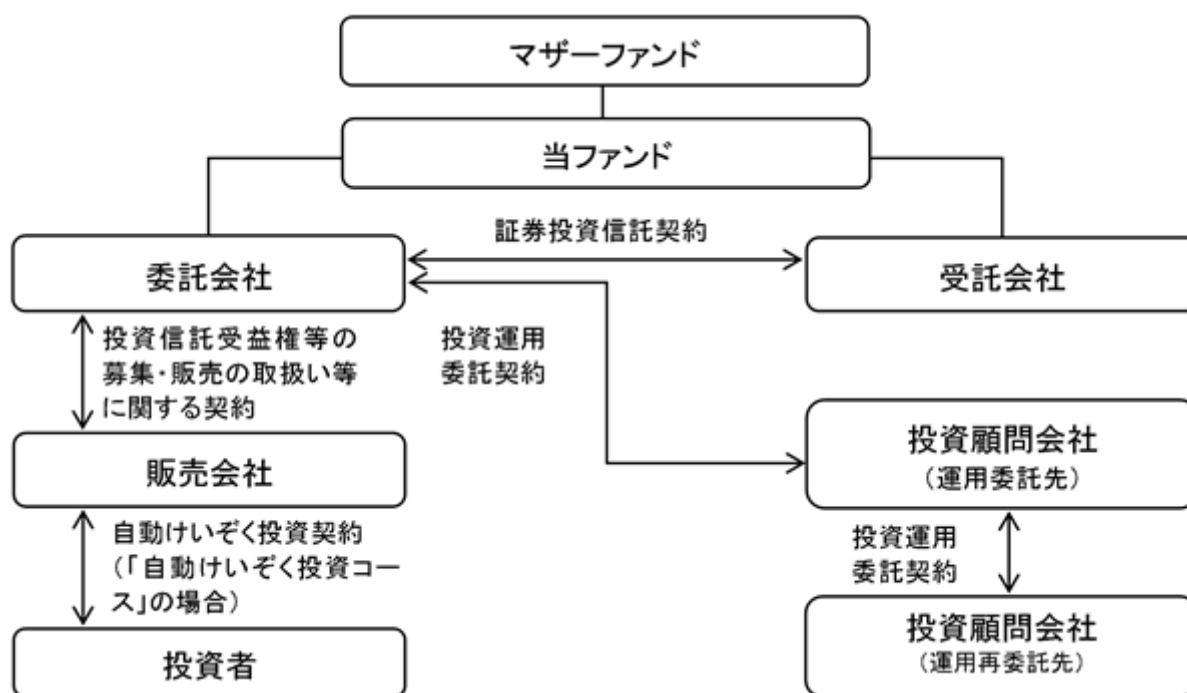 マザーファンド
当ファンド
証券投資信託契約
委託会社
受託会社
投資信託受益権等の
募集・販売の取扱い等
に関する契約
投資運用
委託契約
販売会社
投資顧問会社
（運用委託先）
自動けいぞく投資契約
（「自動けいぞく投資コー
ス」の場合）
投資運用
委託契約
投資者
投資顧問会社
（運用再委託先）